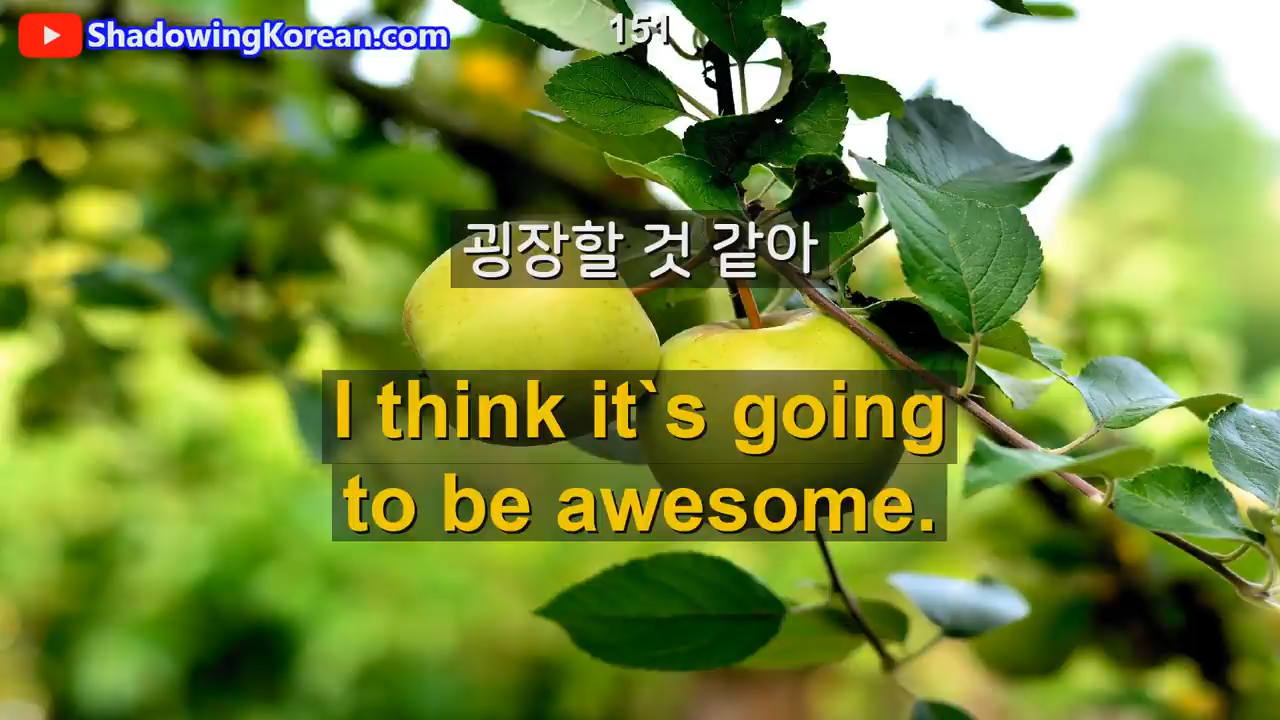 ShadowingKorean.com
151
굉장할 것 같아
I think it`s going
to be awesome.